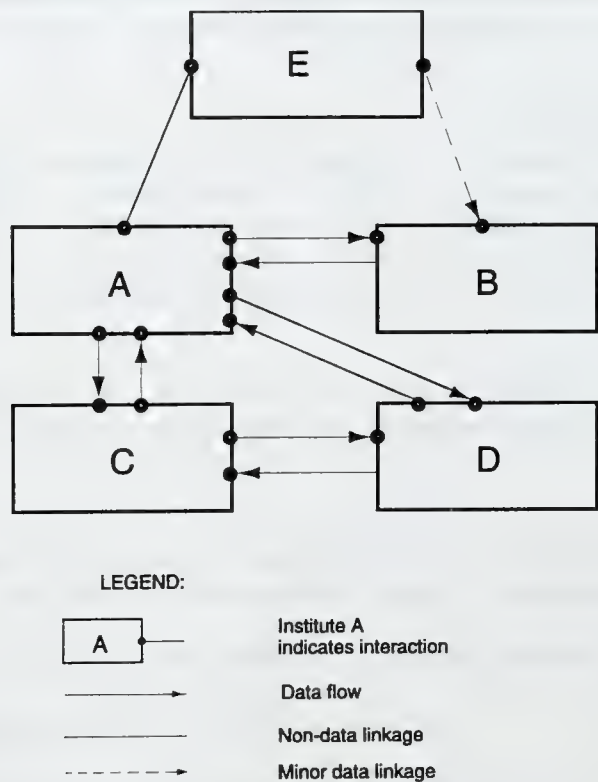 E
A
B
C
D
LEGEND:
A
Institute A
indicates interaction
Data flow
Non-data linkage
Minor data linkage